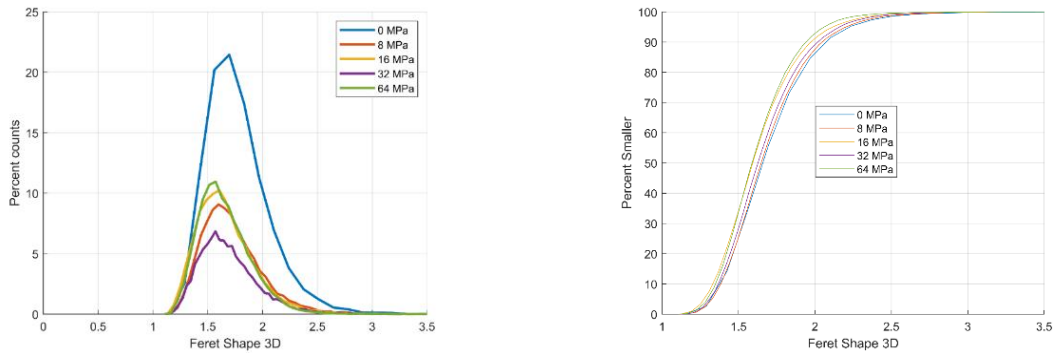 25
20
15
10
5
0
Percent counts
0 MPa
8 MPa
16 MPa
32 MPa
64 MPa
0 0.5 1 1.5 2 2.5 3 3.5
Feret Shape 3D
100
90
80
70
60
50
40
30
20
10
0
Percent Smaller
0 MPa
8 MPa
16 MPa
32 MPa
64 MPa
1 1.5 2 2.5 3 3.5
Feret Shape 3D